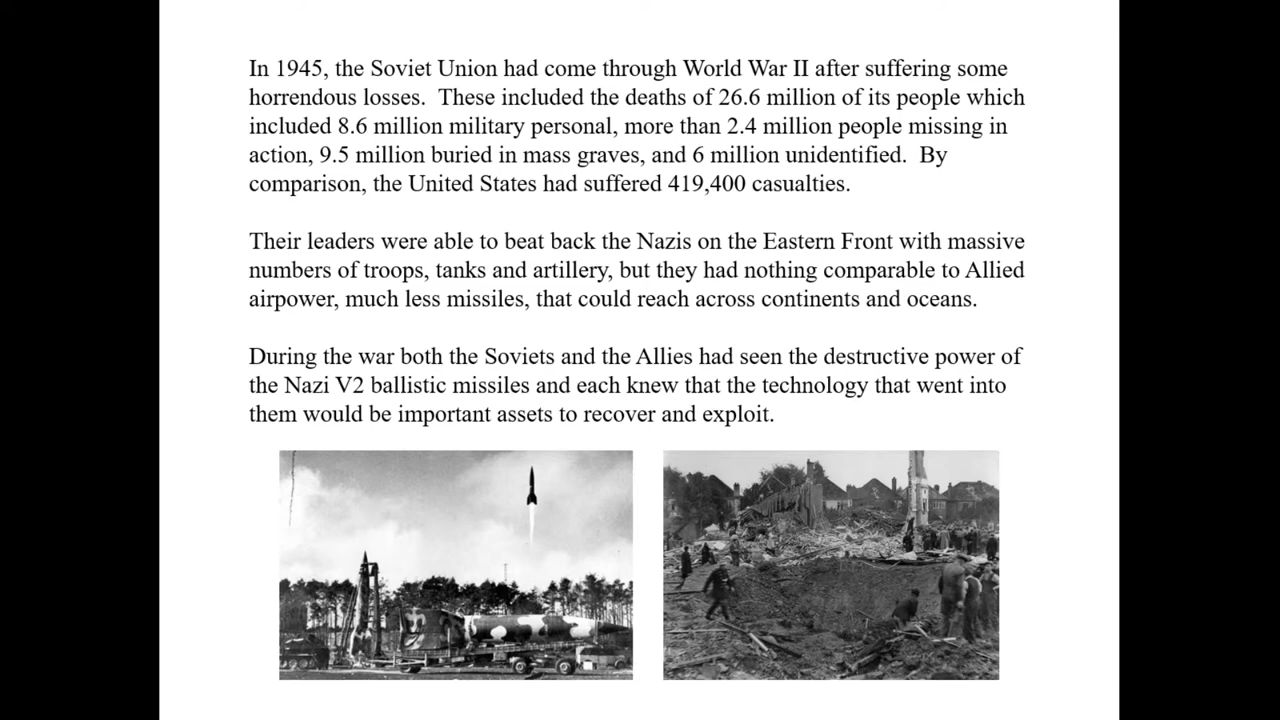 In 1945, the Soviet Union had come through World War II after suffering some
horrendous losses.  These included the deaths of 26.6 million of its people which
included 8.6 million military personal, more than 2.4 million people missing in
action, 9.5 million buried in mass graves, and 6 million unidentified.  By
comparison, the United States had suffered 419,400 casualties.
Their leaders were able to beat back the Nazis on the Eastern Front with massive
numbers of troops, tanks and artillery, but they had nothing comparable to Allied
airpower, much less missiles, that could reach across continents and oceans.
During the war both the Soviets and the Allies had seen the destructive power of
the Nazi V2 ballistic missiles and each knew that the technology that went into
them would be important assets to recover and exploit.